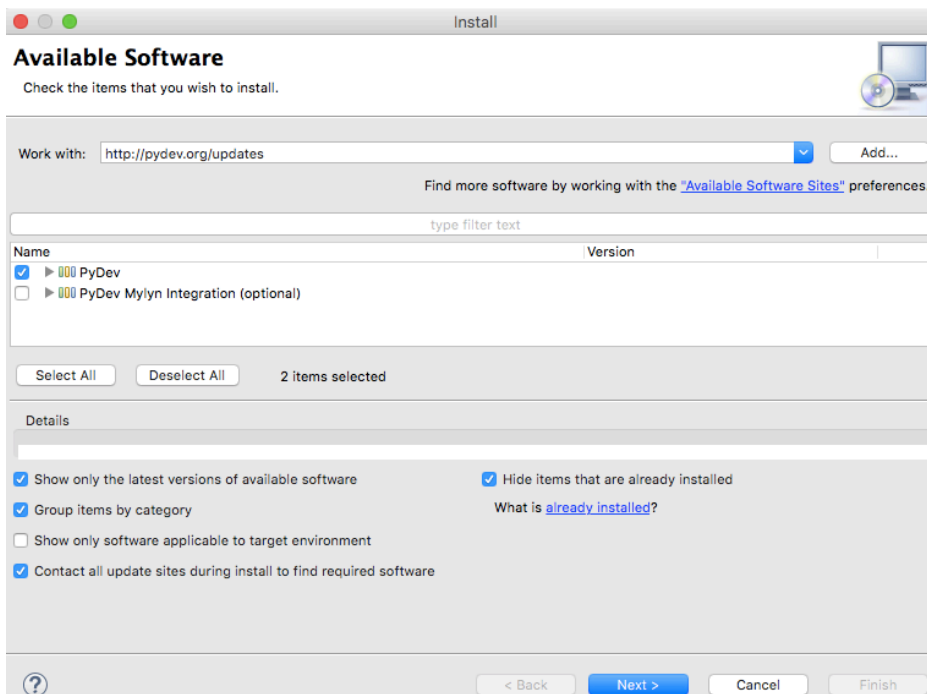 Install
Available Software
Check the items that you wish to install.
Work with: http://pydev.org/updates Add...
Find more software by working with the "Available Software Sites" preferences.
type filter text
Name Version
PyDev
PyDev Mylyn Integration (optional)
Select All Deselect All 2 items selected
Details
Show only the latest versions of available software Hide items that are already installed
Group items by category What is already installed?
Show only software applicable to target environment
Contact all update sites during install to find required software
? < Back Next > Cancel Finish